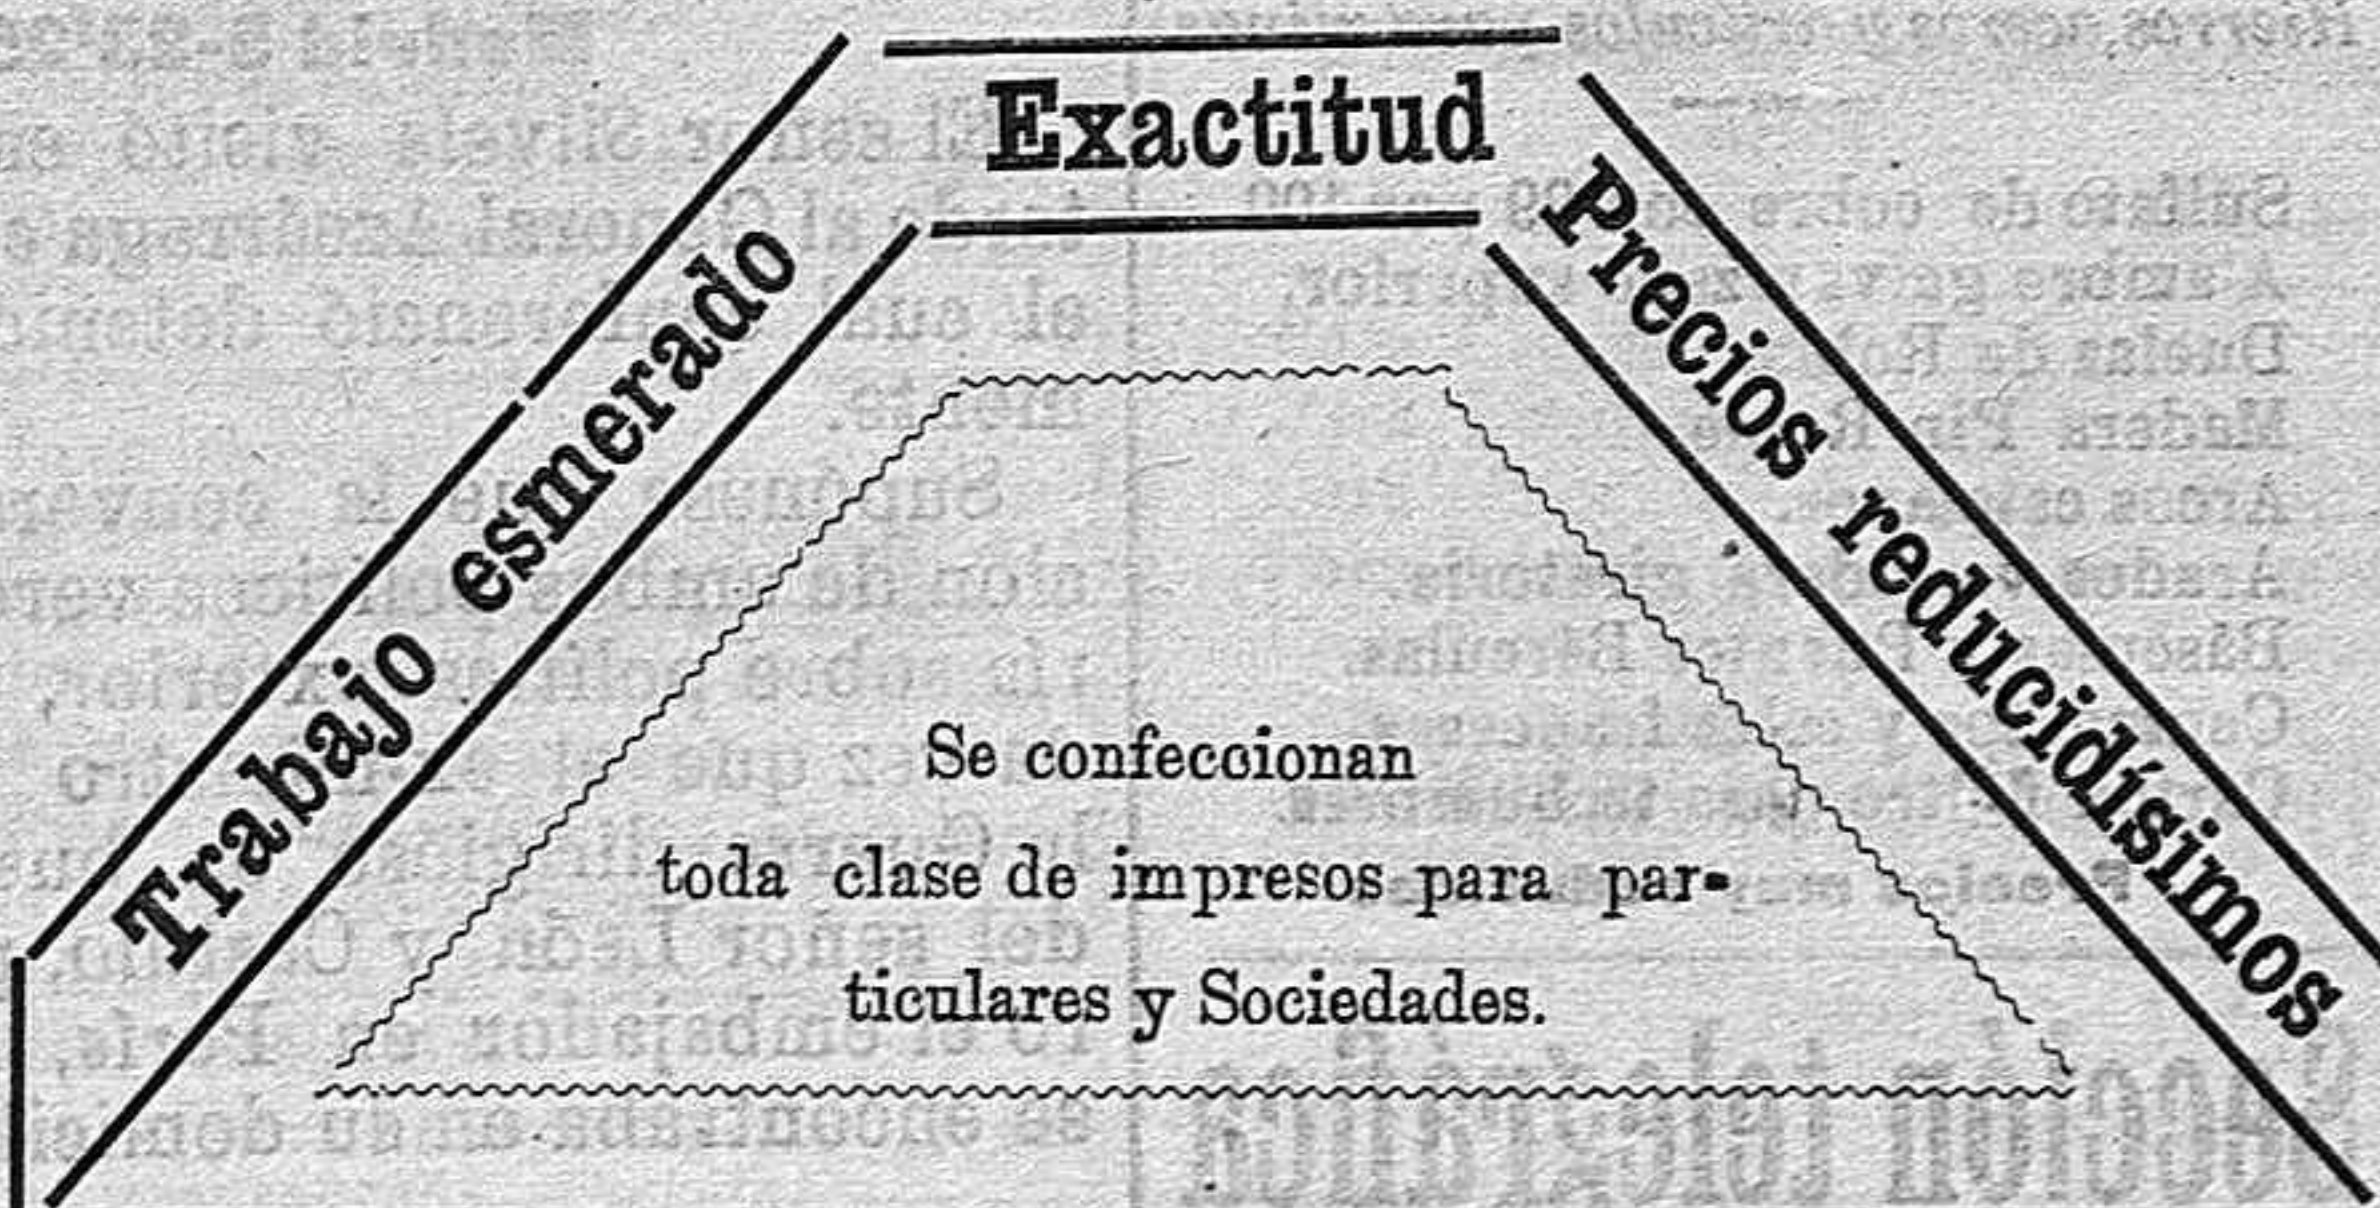 Trabajo esmerado
Exactitud
Precios reducidísimos
Se confeccionan
toda clase de impresos para par-
ticulares y Sociedades.